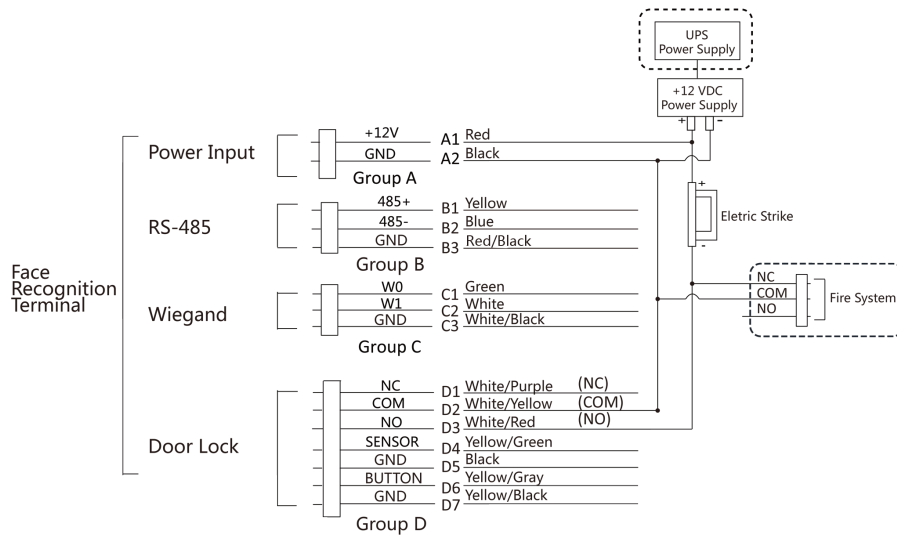 UPS
Power Supply
+12 VDC
Power Supply
+ -
Power Input
+12V A1 Red
GND A2 Black
Group A
+
Eletric Strike
-
RS-485
485+ B1 Yellow
485- B2 Blue
GND B3 Red/Black
Group B
Face
Recognition
Terminal
Wiegand
W0 C1 Green
W1 C2 White
GND C3 White/Black
Group C
NC
COM
NO
Fire System
Door Lock
NC D1 White/Purple (NC)
COM D2 White/Yellow (COM)
NO D3 White/Red (NO)
SENSOR D4 Yellow/Green
GND D5 Black
BUTTON D6 Yellow/Gray
GND D7 Yellow/Black
Group D